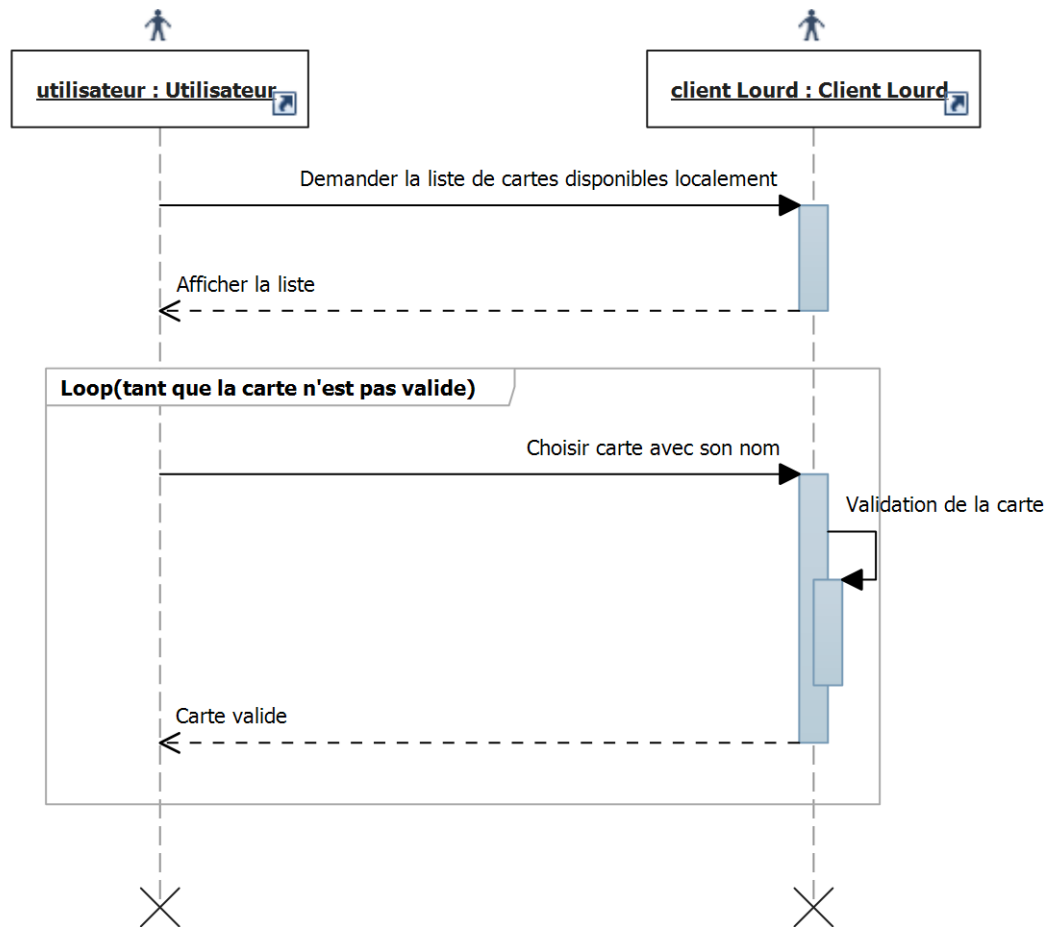 utilisateur : Utilisateur
client Lourd : Client Lourd
Demander la liste de cartes disponibles localement
Afficher la liste
Loop(tant que la carte n'est pas valide)
Choisir carte avec son nom
Validation de la carte
Carte valide